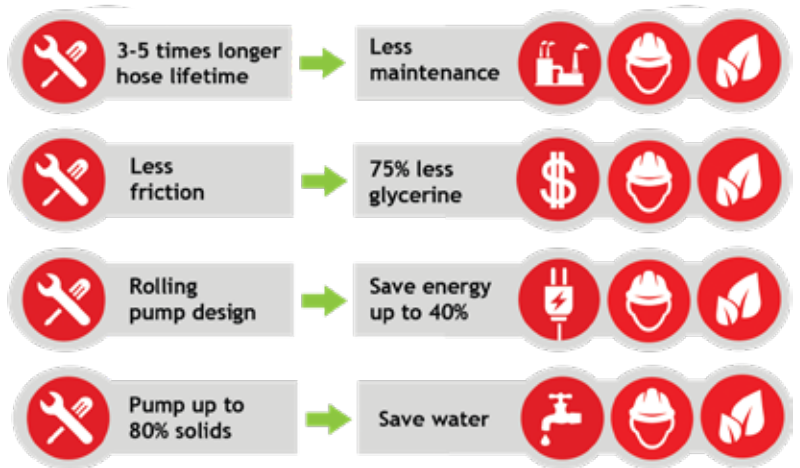 3-5 times longer
hose lifetime
Less
maintenance
Less
friction
75% less
glycerine
Rolling
pump design
Save energy
up to 40%
Pump up to
80% solids
Save water